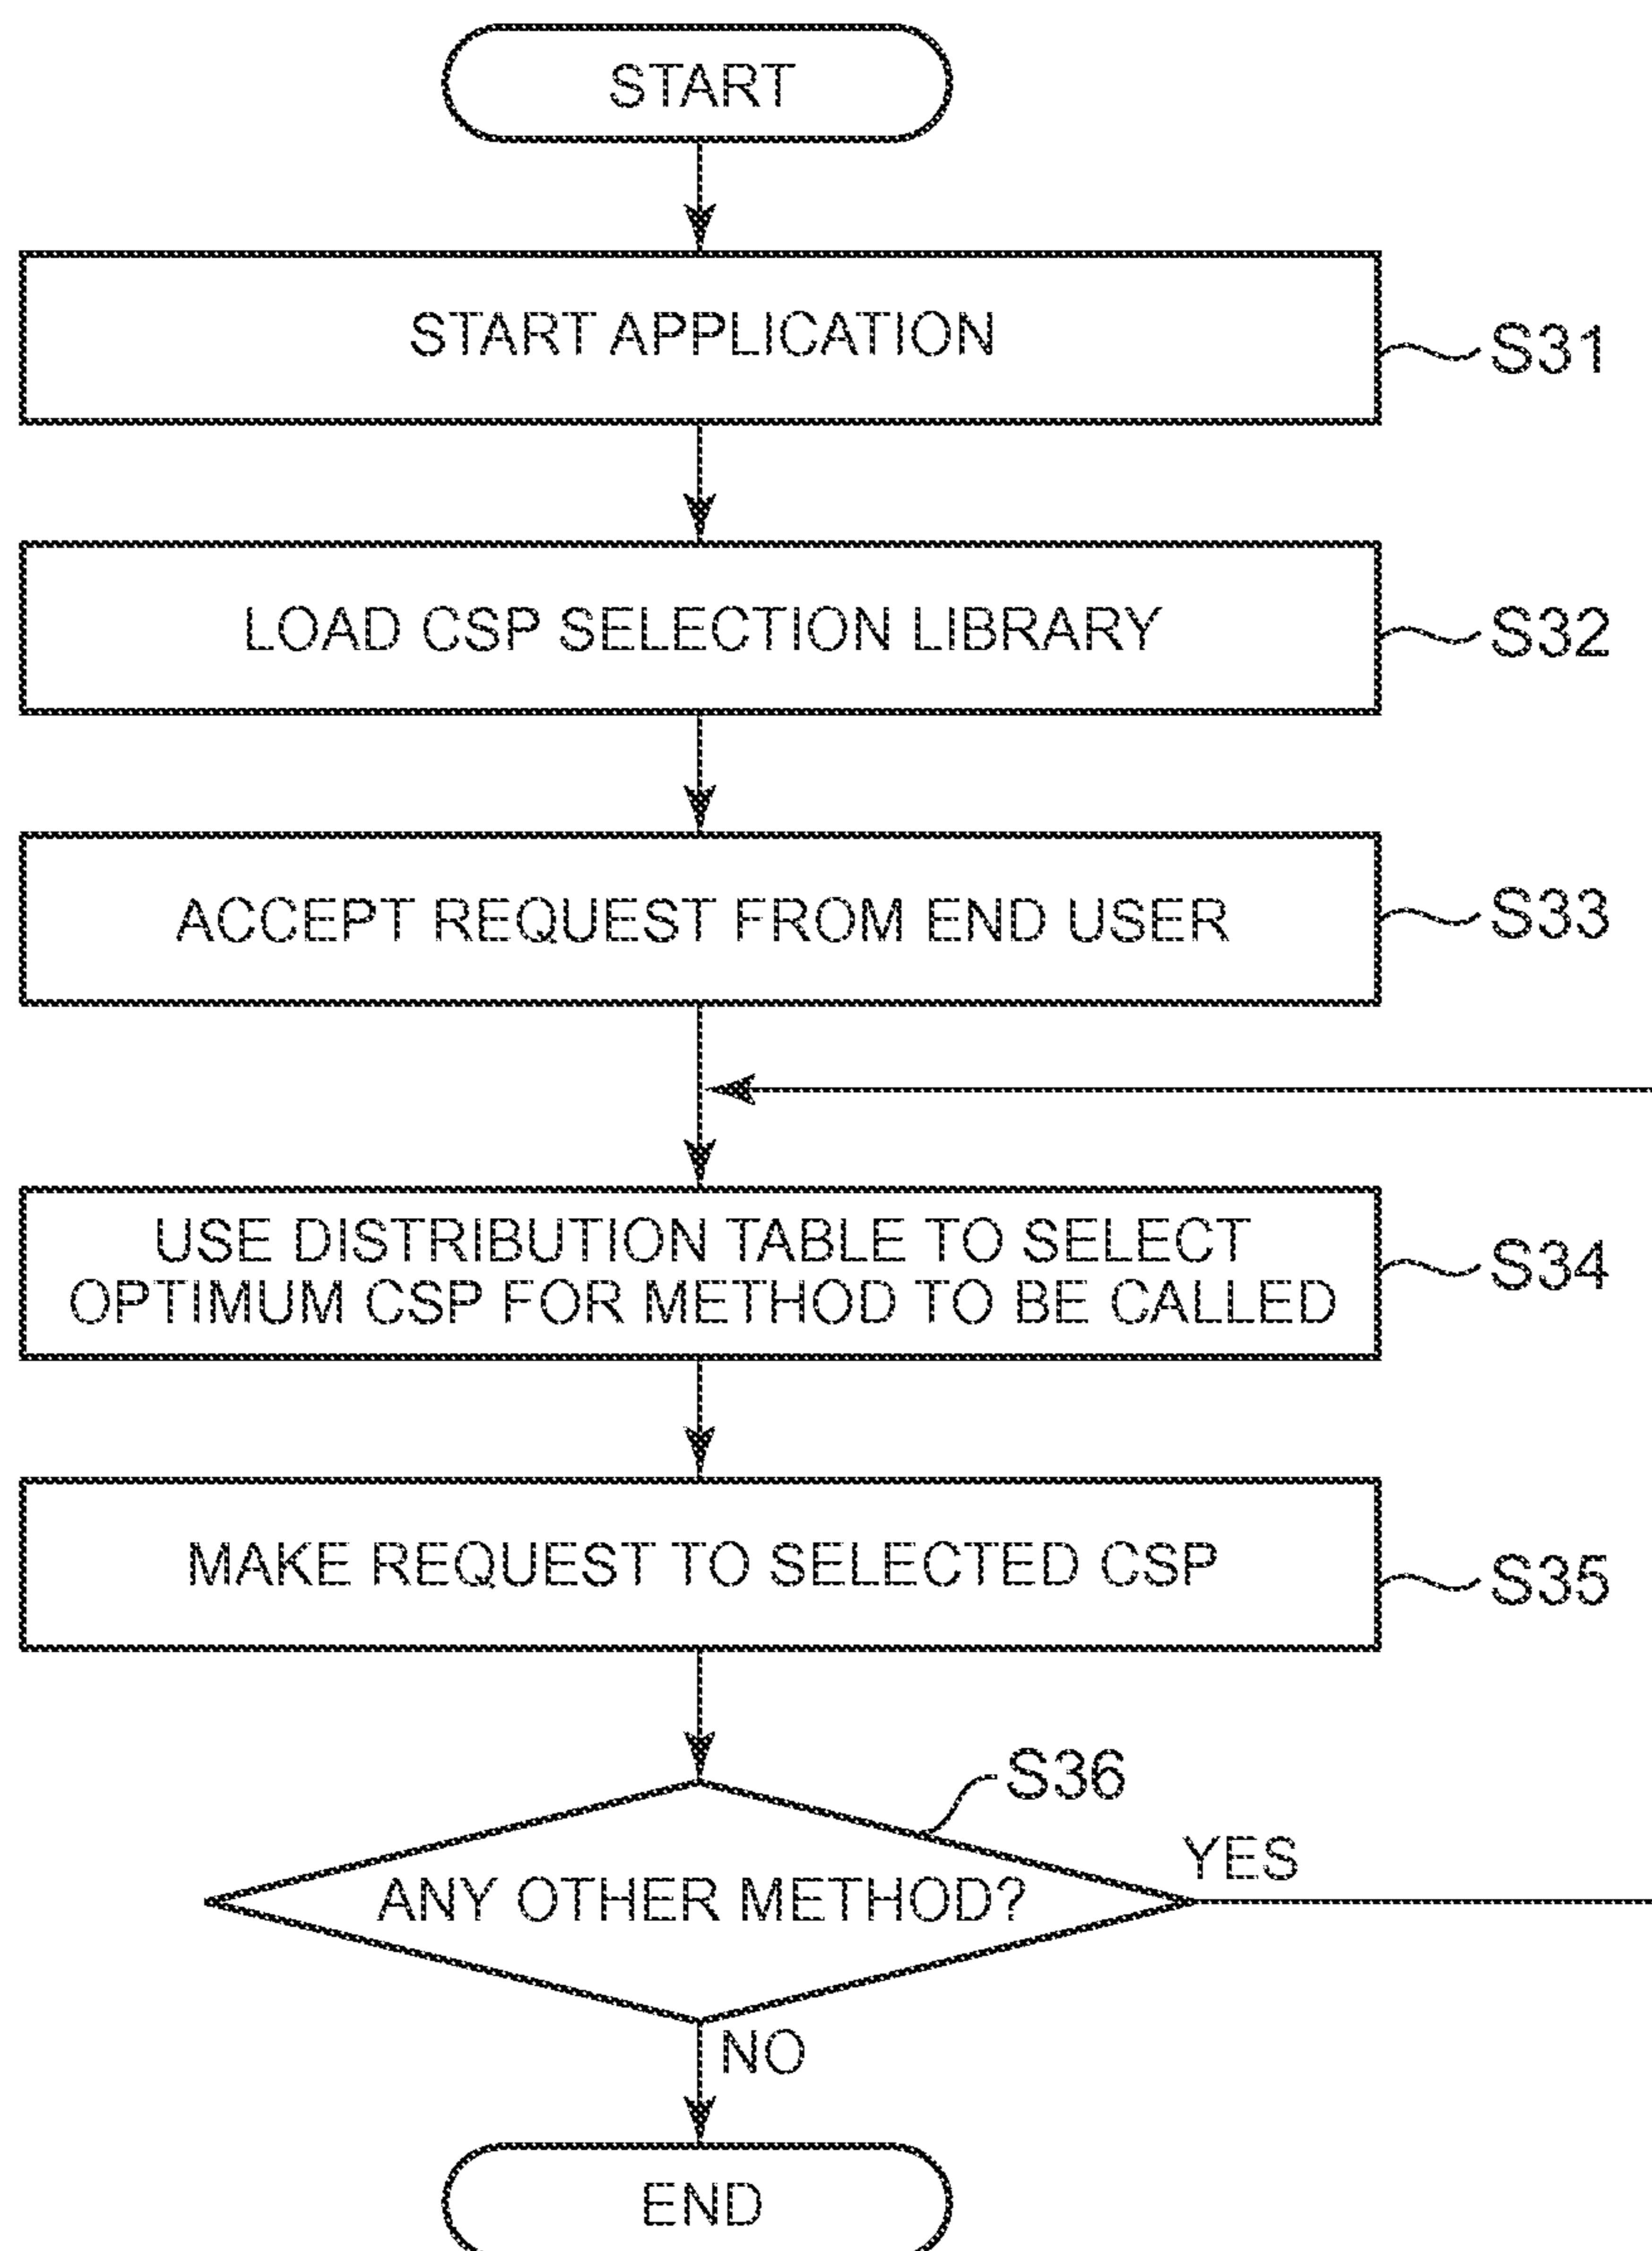 START
START APPLICATION
S31
LOAD CSP SELECTION LIBRARY
S32
ACCEPT REQUEST FROM END USER
S33
USE DISTRIBUTION TABLE TO SELECT
OPTIMUM CSP FOR METHOD TO BE CALLED
S34
MAKE REQUEST TO SELECTED CSP
S35
S36
ANY OTHER METHOD?
YES
NO
END